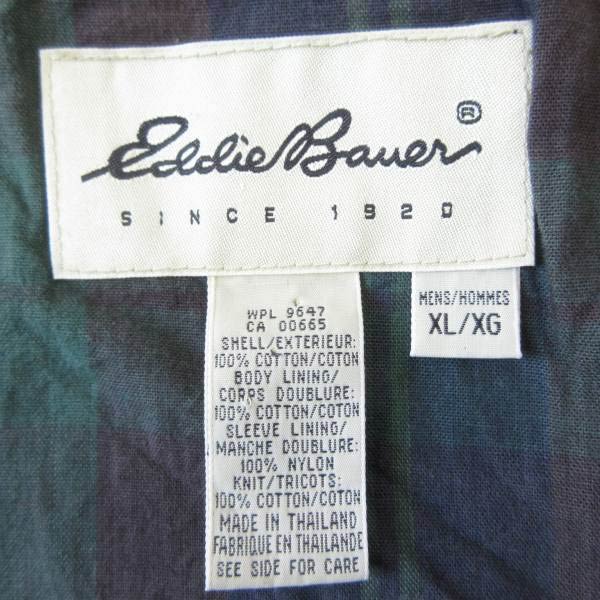 Eddie Bauer®
SINCE 1920
MENS/HOMMES
XL/XG
WPL 9647
CA 00665
SHELL/EXTERIEUR:
100% COTTON/COTON
BODY LINING/
CORPS DOUBLURE:
100% COTTON/COTON
SLEEVE LINING/
MANCHE DOUBLURE:
100% NYLON
KNIT/TRICOTS:
100% COTTON/COTON
MADE IN THAILAND
FABRIQUE EN THAILANDE
SEE SIDE FOR CARE